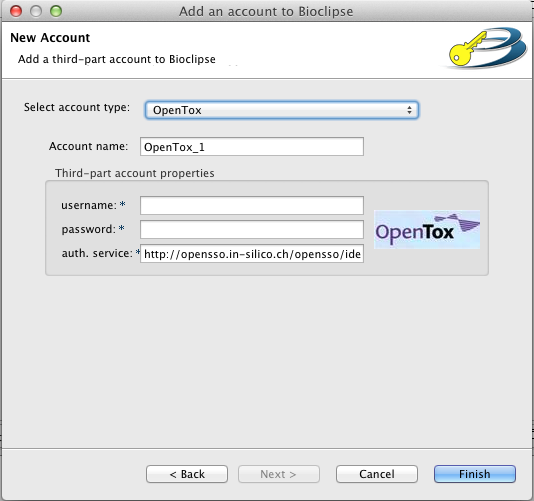 Add an account to Bioclipse
New Account
Add a third-part account to Bioclipse
Select account type: OpenTox
Account name: OpenTox_1
Third-part account properties
username: *
password: *
OpenTox
auth. service: * http://opensso.in-silico.ch/opensso/ide
< Back Next > Cancel Finish